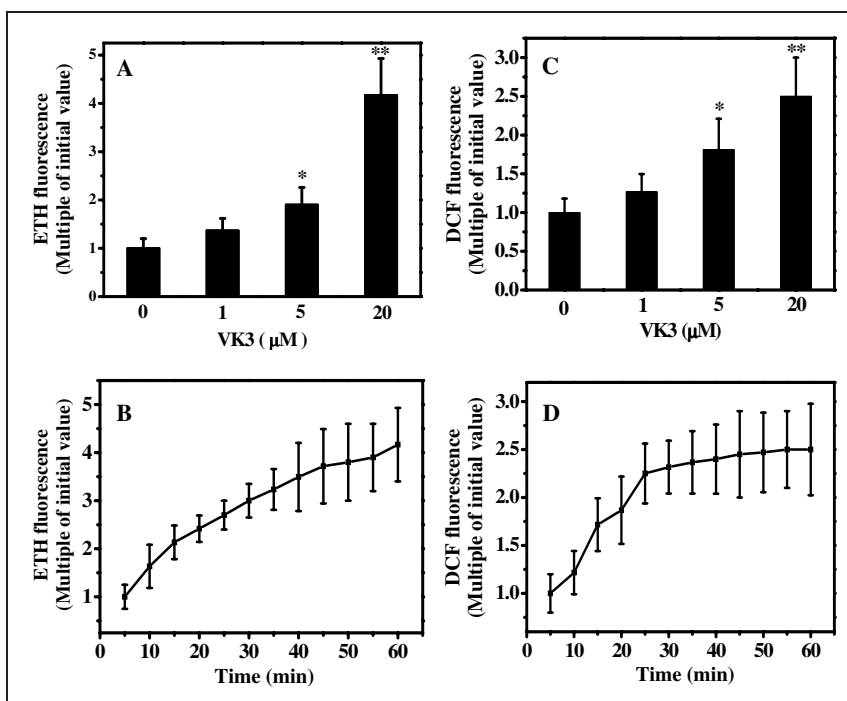 A
ETH fluorescence
(Multiple of initial value)
5
4
3
2
1
0
*
**
0 1 5 20
VK3 ( μM )
C
DCF fluorescence
(Multiple of initial value)
3.0
2.5
2.0
1.5
1.0
0.5
0.0
*
**
0 1 5 20
VK3 (μM)
B
ETH fluorescence
(Multiple of initial value)
5
4
3
2
1
0 10 20 30 40 50 60
Time (min)
D
DCF fluorescence
(Multiple of initial value)
3.0
2.5
2.0
1.5
1.0
0 10 20 30 40 50 60
Time (min)